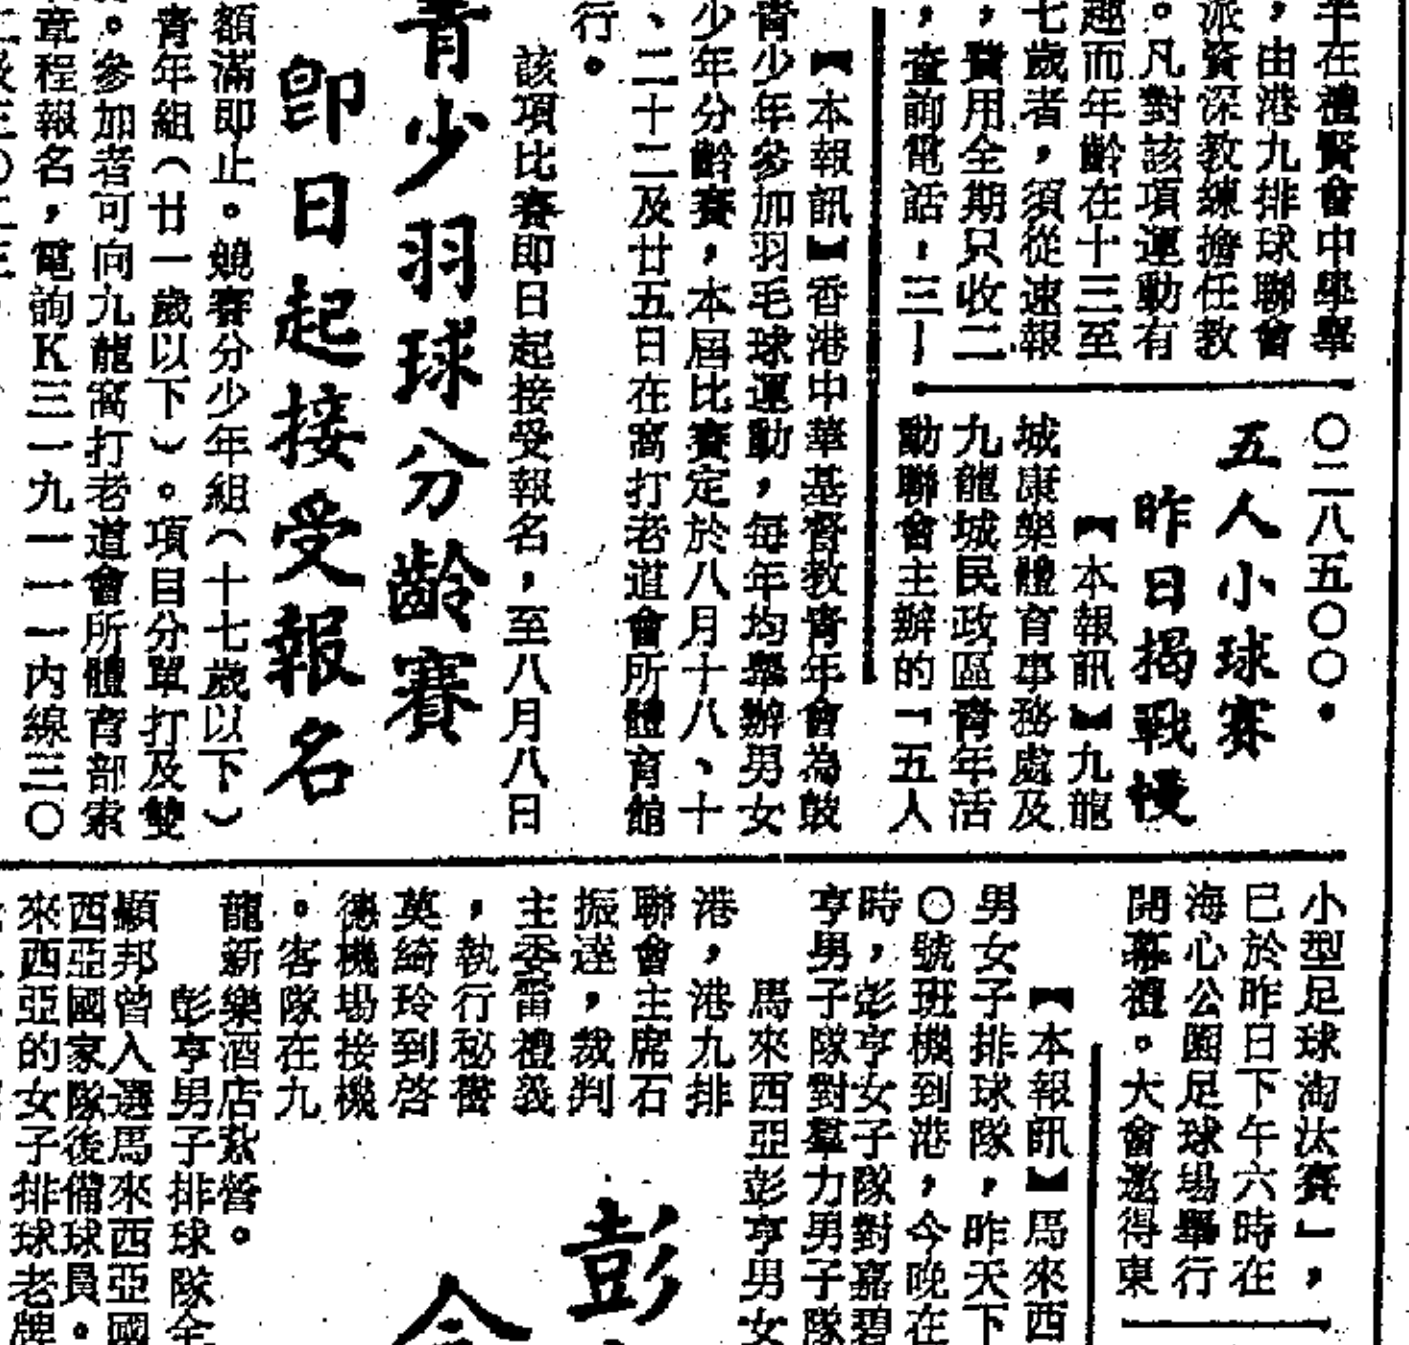 年在禮賢會中學舉
，由港九排球聯會
派資深教練擔任教
。凡對該項運動有
趣而年齡在十三至
七歲者，須從速報
，費用全期只收二
，查詢電話：三—
〇二八五〇〇。
五人小球賽
昨日揭戰幔
【本報訊】九龍
城康樂體育事務處及
九龍城民政區青年活
動聯會主辦的「五人
小型足球淘汰賽」，
已於昨日下午六時在
海心公園足球場舉行
開幕禮。大會邀得東
【本報訊】香港中華基督教青年會為鼓
青少年參加羽毛球運動，每年均舉辦男女
少年分齡賽，本屆比賽定於八月十八、十
、二十二及廿五日在窩打老道會所體育館
行。
該項比賽即日起接受報名，至八月八日
青少羽球分齡賽
即日起接受報名
額滿即止。競賽分少年組（十七歲以下）
青年組（廿一歲以下）。項目分單打及雙
。參加者可向九龍窩打老道會所體育部索
章程報名，電詢K三一九一一一內線三〇
【本報訊】馬來西
男女子排球隊，昨天下
〇號班機到港，今晚在
時，彭亨女子隊對嘉碧
亨男子隊對羣力男子隊
馬來西亞彭亨男女
港，港九排
聯會主席石
振達，裁判
主委雷禮義
，執行秘書
莫綺玲到啓
德機場接機
。客隊在九
龍新樂酒店歘營。
彭
彭亨男子排球隊全
顯邦曾入選馬來西亞國
西亞國家隊後備球員。
來西亞的女子排球老牌